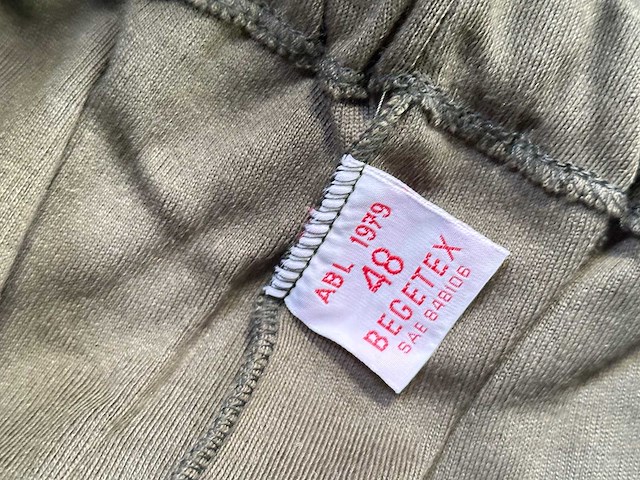 ABL 1979
48
BEGETEX
SAE 848106